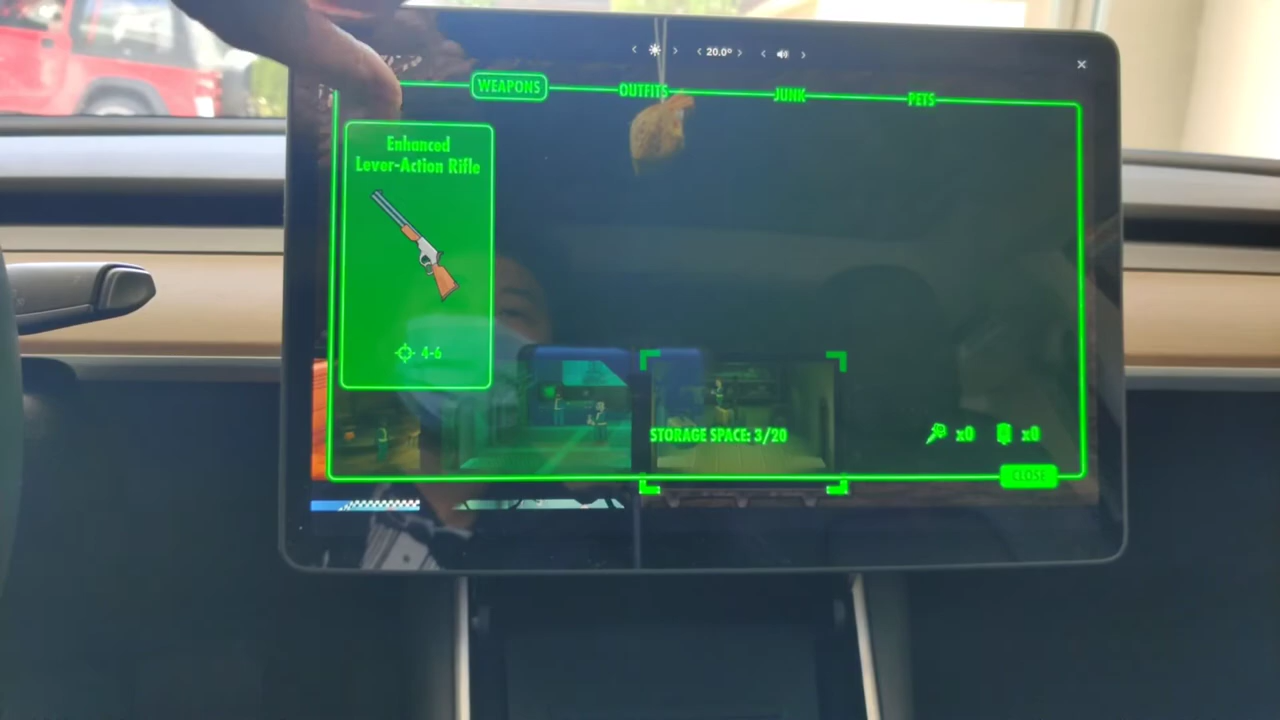 20.0°
WEAPONS OUTFITS JUNK PETS
Enhanced
Lever-Action Rifle
4-6
STORAGE SPACE: 3/20
x0 x0
CLOSE